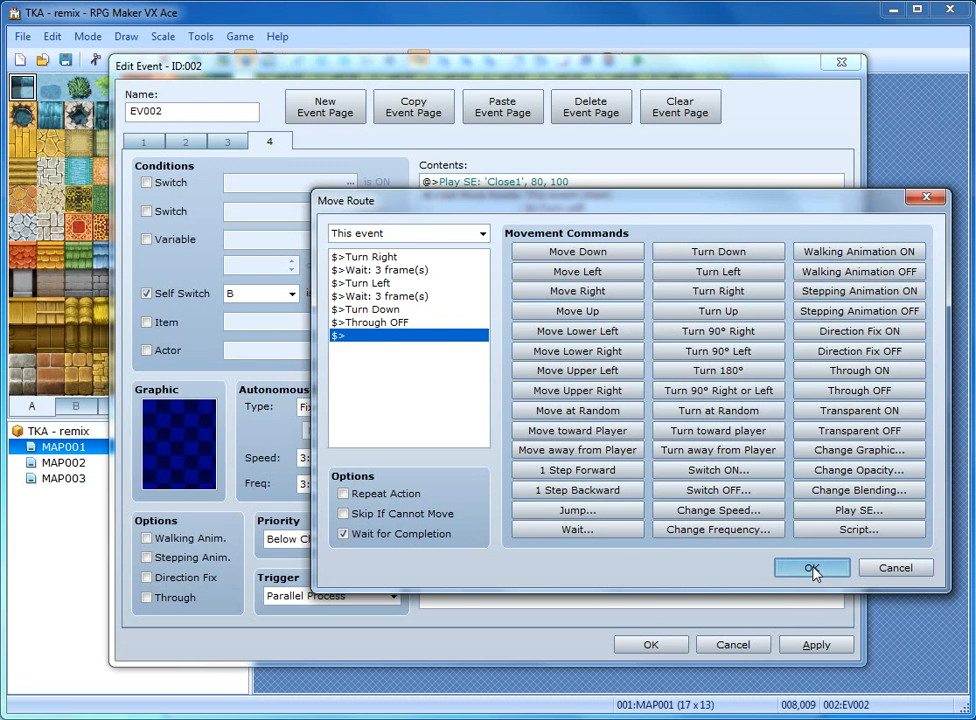 TKA - remix - RPG Maker VX Ace
File Edit Mode Draw Scale Tools Game Help
Edit Event - ID:002
Name:
EV002
New Event Page
Copy Event Page
Paste Event Page
Delete Event Page
Clear Event Page
1 2 3 4
Conditions
Switch ... is ON
Switch
Variable
Self Switch B
Item
Actor
Graphic
Autonomous
Type:
Speed: 3:
Freq: 3:
Options
Walking Anim.
Stepping Anim.
Direction Fix
Through
Priority
Below Ch
Trigger
Parallel Process
Contents:
@>Play SE: 'Close1', 80, 100
OK Cancel Apply
Move Route
This event
$>Turn Right
$>Wait: 3 frame(s)
$>Turn Left
$>Wait: 3 frame(s)
$>Turn Down
$>Through OFF
$>
Options
Repeat Action
Skip If Cannot Move
Wait for Completion
Movement Commands
Move Down Turn Down Walking Animation ON
Move Left Turn Left Walking Animation OFF
Move Right Turn Right Stepping Animation ON
Move Up Turn Up Stepping Animation OFF
Move Lower Left Turn 90° Right Direction Fix ON
Move Lower Right Turn 90° Left Direction Fix OFF
Move Upper Left Turn 180° Through ON
Move Upper Right Turn 90° Right or Left Through OFF
Move at Random Turn at Random Transparent ON
Move toward Player Turn toward player Transparent OFF
Move away from Player Turn away from Player Change Graphic...
1 Step Forward Switch ON... Change Opacity...
1 Step Backward Switch OFF... Change Blending...
Jump... Change Speed... Play SE...
Wait... Change Frequency... Script...
OK Cancel
A B
TKA - remix
MAP001
MAP002
MAP003
001:MAP001 (17 x 13) 008,009 002:EV002